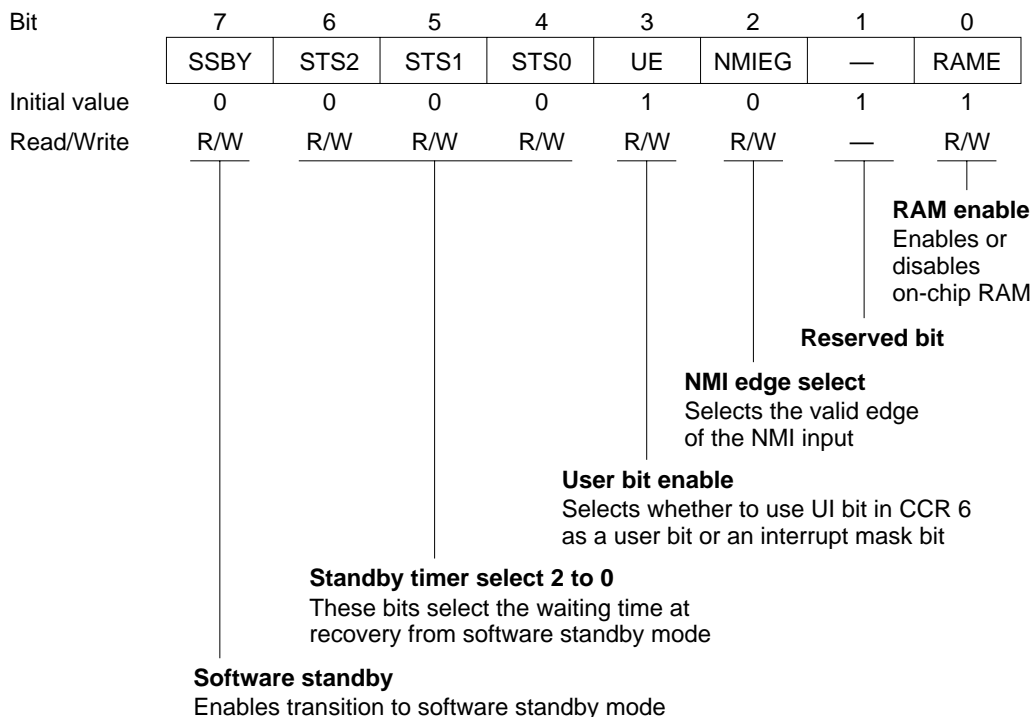 Bit 7 6 5 4 3 2 1 0
SSBY STS2 STS1 STS0 UE NMIEG — RAME
Initial value 0 0 0 0 1 0 1 1
Read/Write R/W R/W R/W R/W R/W R/W — R/W
RAM enable
Enables or
disables
on-chip RAM
Reserved bit
NMI edge select
Selects the valid edge
of the NMI input
User bit enable
Selects whether to use UI bit in CCR 6
as a user bit or an interrupt mask bit
Standby timer select 2 to 0
These bits select the waiting time at
recovery from software standby mode
Software standby
Enables transition to software standby mode